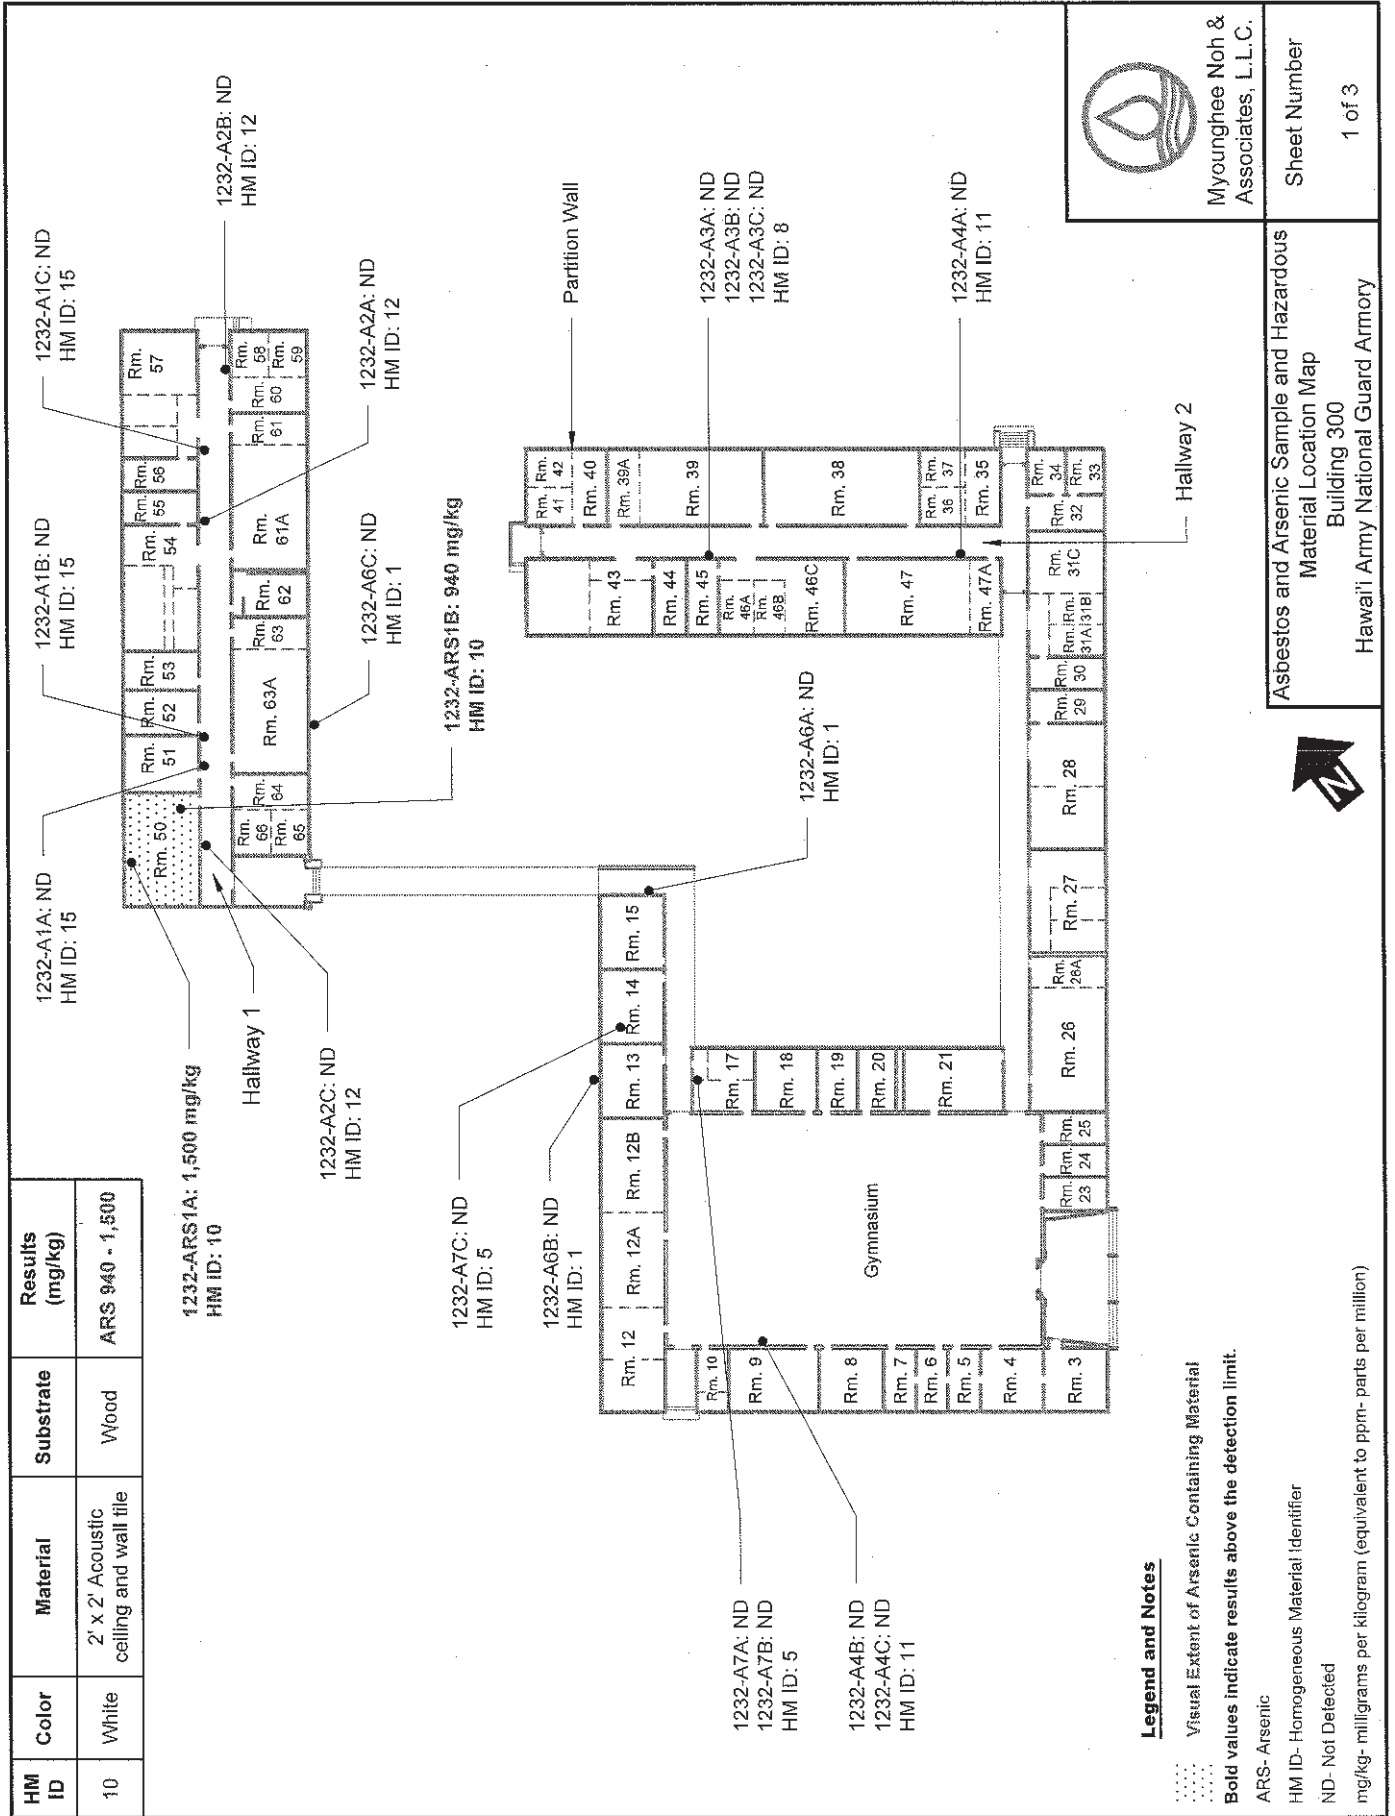 HM ID
Color
Material
Substrate
Results (mg/kg)
10
White
2' x 2' Acoustic
ceiling and wall tile
Wood
ARS 940 - 1,500
1232-A1A: ND
HM ID: 15
1232-A1B: ND
HM ID: 15
1232-A1C: ND
HM ID: 15
1232-A2B: ND
HM ID: 12
1232-ARS1A: 1,500 mg/kg
HM ID: 10
Hallway 1
1232-A2C: ND
HM ID: 12
1232-ARS1B: 940 mg/kg
HM ID: 10
1232-A6C: ND
HM ID: 1
1232-A2A: ND
HM ID: 12
Rm. 50
Rm. 51
Rm. 52
Rm. 53
Rm. 54
Rm. 55
Rm. 56
Rm. 57
Rm. 66
Rm. 65
Rm. 64
Rm. 63A
Rm. 63
Rm. 62
Rm. 61A
Rm. 61
Rm. 60
Rm. 58
Rm. 59
1232-A7C: ND
HM ID: 5
1232-A6B: ND
HM ID: 1
1232-A6A: ND
HM ID: 1
Partition Wall
1232-A3A: ND
1232-A3B: ND
1232-A3C: ND
HM ID: 8
1232-A4A: ND
HM ID: 11
Hallway 2
Rm. 12
Rm. 12A
Rm. 12B
Rm. 13
Rm. 14
Rm. 15
Rm. 10
Rm. 9
Rm. 8
Rm. 7
Rm. 6
Rm. 5
Rm. 4
Rm. 3
Gymnasium
Rm. 17
Rm. 18
Rm. 19
Rm. 20
Rm. 21
Rm. 23
Rm. 24
Rm. 25
Rm. 26
Rm. 26A
Rm. 27
Rm. 28
Rm. 29
Rm. 30
Rm. 31A
Rm. 31B
Rm. 31C
Rm. 32
Rm. 34
Rm. 33
Rm. 43
Rm. 44
Rm. 45
Rm. 46A
Rm. 46B
Rm. 46C
Rm. 47
Rm. 47A
Rm. 41
Rm. 42
Rm. 40
Rm. 39A
Rm. 39
Rm. 38
Rm. 36
Rm. 37
Rm. 35
1232-A7A: ND
1232-A7B: ND
HM ID: 5
1232-A4B: ND
1232-A4C: ND
HM ID: 11
Legend and Notes
Visual Extent of Arsenic Containing Material
Bold values indicate results above the detection limit.
ARS- Arsenic
HM ID- Homogeneous Material Identifier
ND- Not Detected
mg/kg- milligrams per kilogram (equivalent to ppm- parts per million)
N
Asbestos and Arsenic Sample and Hazardous
Material Location Map
Building 300
Hawai'i Army National Guard Armory
Myounghee Noh &
Associates, L.L.C.
Sheet Number
1 of 3